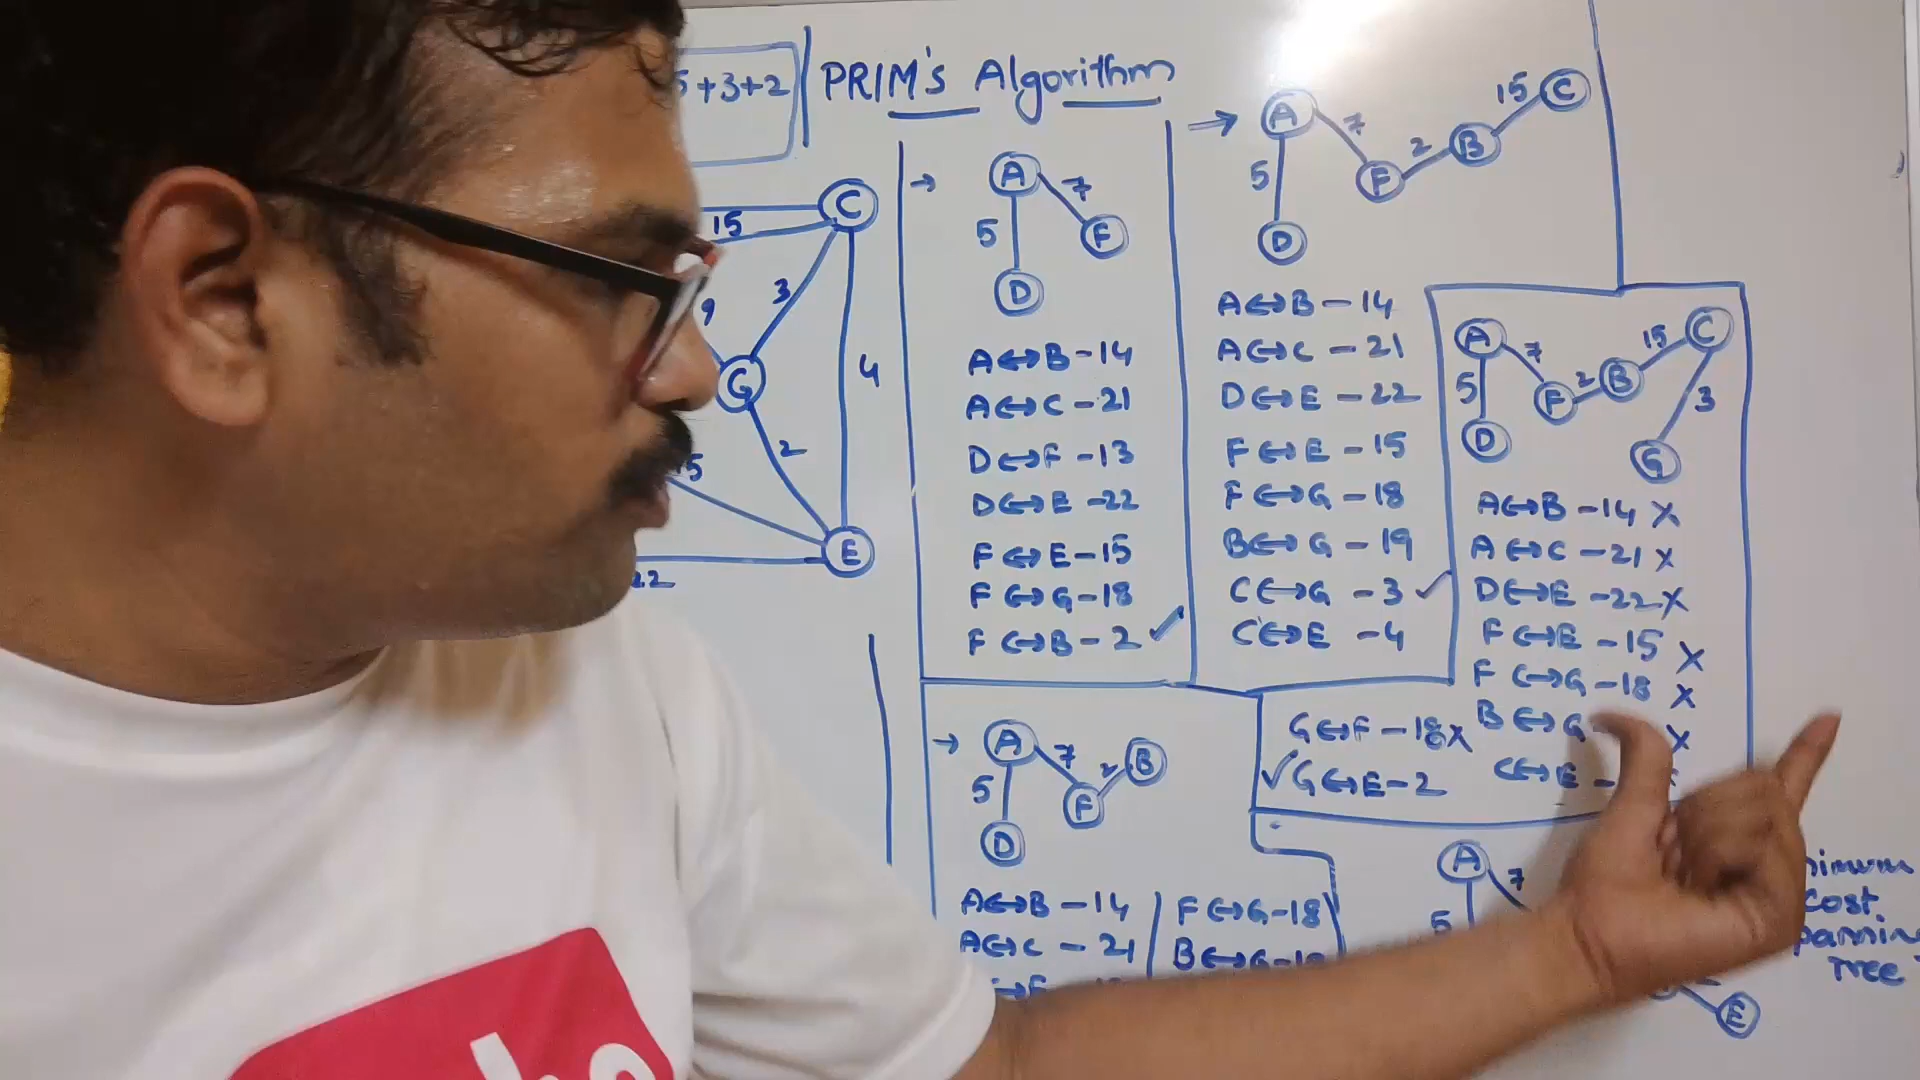 5+3+2
PRIM's Algorithm
15
C
9
3
G
4
2
15
E
22
→ A 7
5 F
D
A↔B-14
A↔C-21
D↔F-13
D↔E-22
F↔E-15
F↔G-18
F↔B-2 ✓
→ A 7 2 B
5 F
D
A↔B-14
A↔C-21
F↔G-18
⇒ A 7 F 2 B 15 C
5
D
A↔B-14
A↔C-21
D↔E-22
F↔E-15
F↔G-18
B↔G-19
C↔G-3 ✓
C↔E-4
A 7 F 2 B 15 C
5 3
D G
A↔B-14 X
A↔C-21 X
D↔E-22 X
F↔E-15 X
F↔G-18 X
B↔G X
C↔E-
G↔F-18 X
✓ G↔E-2
A 7
5
E
Cost
Tree